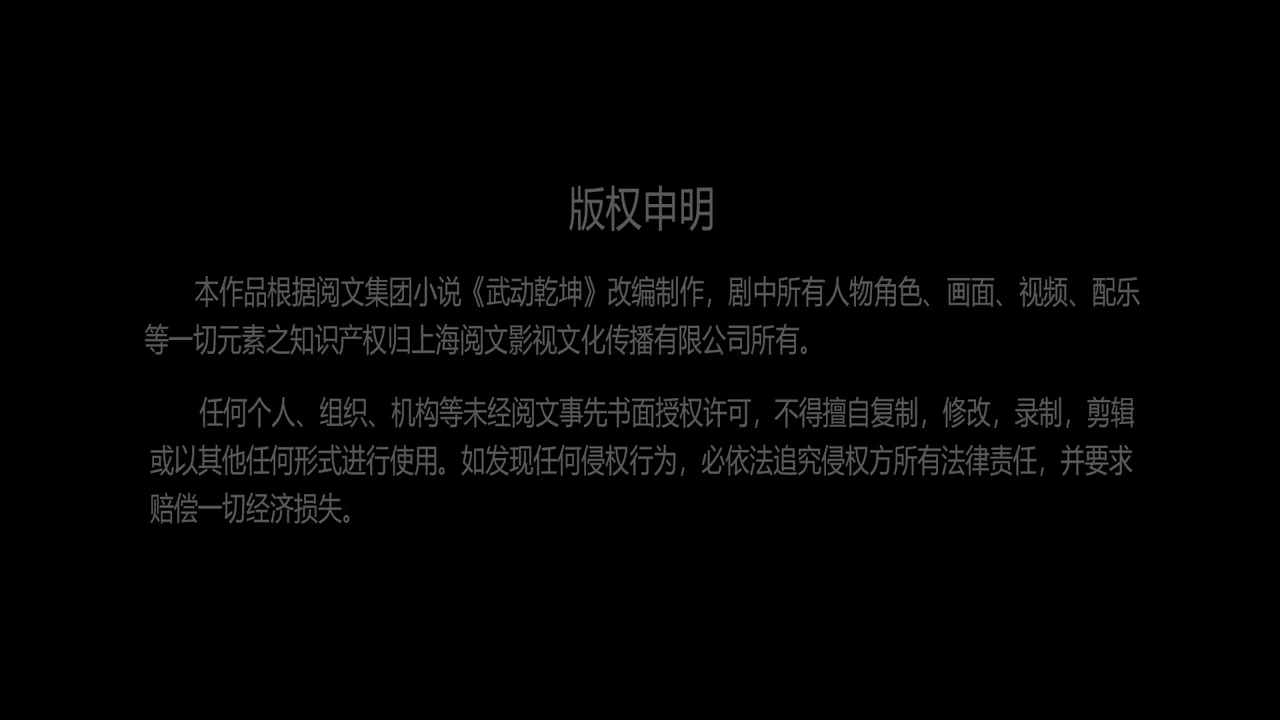 版权申明
本作品根据阅文集团小说《武动乾坤》改编制作，剧中所有人物角色、画面、视频、配乐
等一切元素之知识产权归上海阅文影视文化传播有限公司所有。
任何个人、组织、机构等未经阅文事先书面授权许可，不得擅自复制，修改，录制，剪辑
或以其他任何形式进行使用。如发现任何侵权行为，必依法追究侵权方所有法律责任，并要求
赔偿一切经济损失。